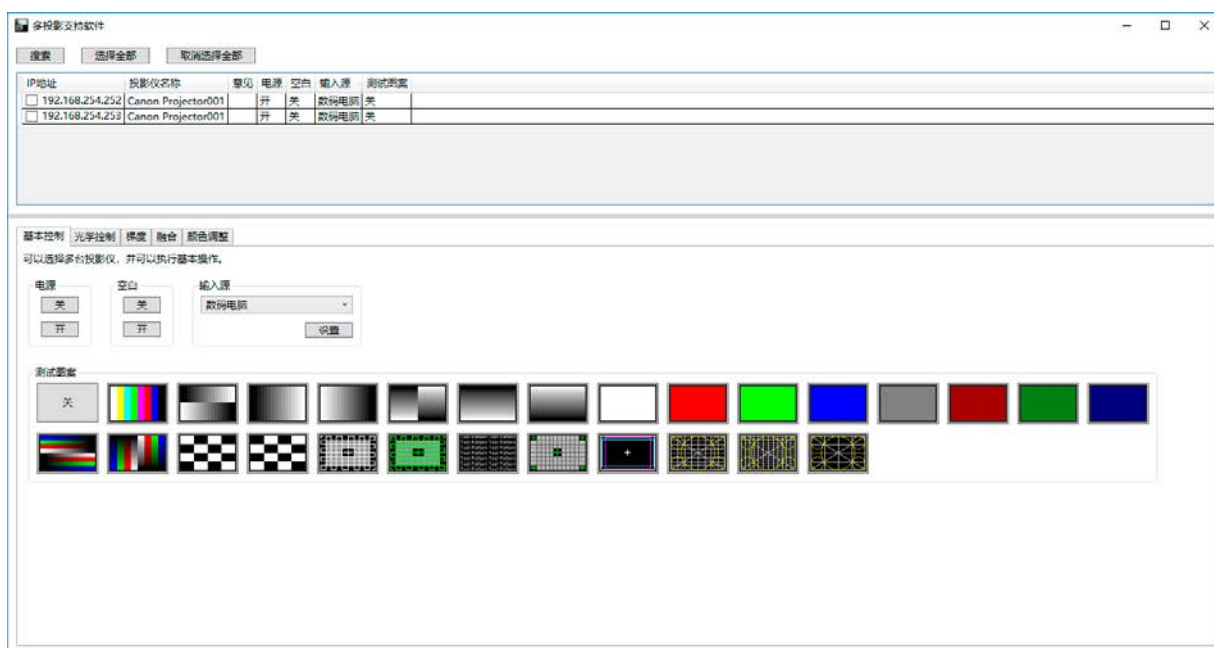 多投影支持软件
搜索 选择全部 取消选择全部
IP地址 投影仪名称 意见 电源 空白 输入源 测试图案
192.168.254.252 Canon Projector001 开 关 数码电脑 关
192.168.254.253 Canon Projector001 开 关 数码电脑 关
基本控制 光学控制 梯度 融合 颜色调整
可以选择多台投影仪，并可以执行基本操作。
电源 空白 输入源
关 关 数码电脑
开 开 设置
测试图案
关